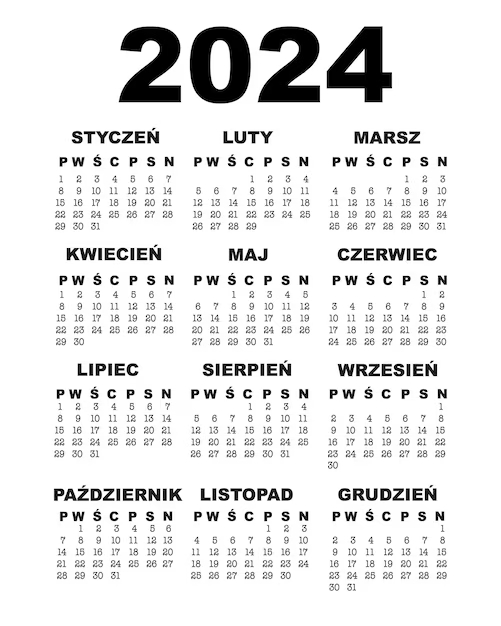 2024
STYCZEŃ
P W Ś C P S N
1 2 3 4 5 6 7
8 9 10 11 12 13 14
15 16 17 18 19 20 21
22 23 24 25 26 27 28
29 30 31
LUTY
P W Ś C P S N
1 2 3 4
5 6 7 8 9 10 11
12 13 14 15 16 17 18
19 20 21 22 23 24 25
26 27 28 29
MARSZ
P W Ś C P S N
1 2 3
4 5 6 7 8 9 10
11 12 13 14 15 16 17
18 19 20 21 22 23 24
25 26 27 28 29 30 31
KWIECIEŃ
P W Ś C P S N
1 2 3 4 5 6 7
8 9 10 11 12 13 14
15 16 17 18 19 20 21
22 23 24 25 26 27 28
29 30
MAJ
P W Ś C P S N
1 2 3 4 5
6 7 8 9 10 11 12
13 14 15 16 17 18 19
20 21 22 23 24 25 26
27 28 29 30 31
CZERWIEC
P W Ś C P S N
1 2
3 4 5 6 7 8 9
10 11 12 13 14 15 16
17 18 19 20 21 22 23
24 25 26 27 28 29 30
LIPIEC
P W Ś C P S N
1 2 3 4 5 6 7
8 9 10 11 12 13 14
15 16 17 18 19 20 21
22 23 24 25 26 27 28
29 30 31
SIERPIEŃ
P W Ś C P S N
1 2 3 4
5 6 7 8 9 10 11
12 13 14 15 16 17 18
19 20 21 22 23 24 25
26 27 28 29 30 31
WRZESIEŃ
P W Ś C P S N
1
2 3 4 5 6 7 8
9 10 11 12 13 14 15
16 17 18 19 20 21 22
23 24 25 26 27 28 29
30
PAŹDZIERNIK
P W Ś C P S N
1 2 3 4 5 6
7 8 9 10 11 12 13
14 15 16 17 18 19 20
21 22 23 24 25 26 27
28 29 30 31
LISTOPAD
P W Ś C P S N
1 2 3
4 5 6 7 8 9 10
11 12 13 14 15 16 17
18 19 20 21 22 23 24
25 26 27 28 29 30
GRUDZIEŃ
P W Ś C P S N
1
2 3 4 5 6 7 8
9 10 11 12 13 14 15
16 17 18 19 20 21 22
23 24 25 26 27 28 29
30 31